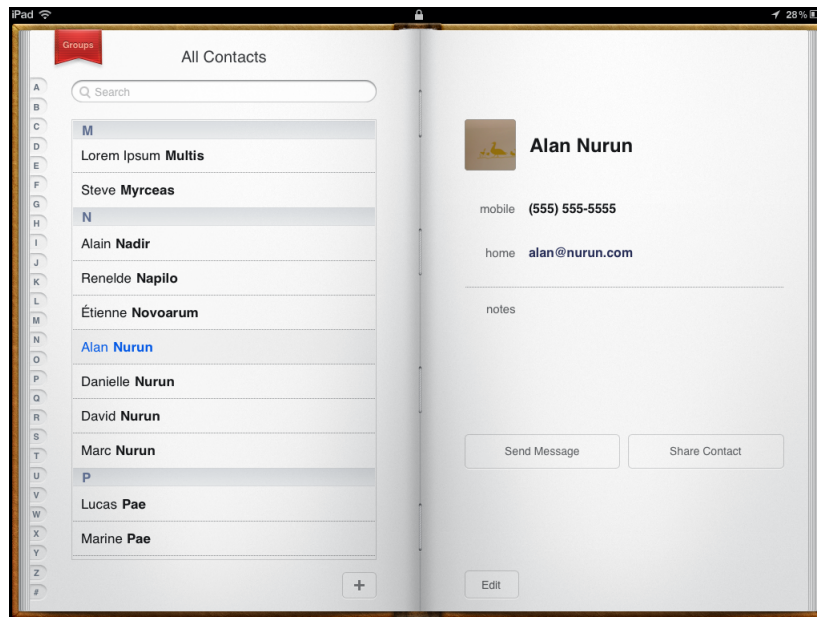 iPad
28%
Groups
All Contacts
Search
A
B
C
D
E
F
G
H
I
J
K
L
M
N
O
P
Q
R
S
T
U
V
W
X
Y
Z
#
M
Lorem Ipsum Multis
Steve Myrceas
N
Alain Nadir
Renelde Napilo
Étienne Novoarum
Alan Nurun
Danielle Nurun
David Nurun
Marc Nurun
P
Lucas Pae
Marine Pae
+
Alan Nurun
mobile (555) 555-5555
home alan@nurun.com
notes
Send Message
Share Contact
Edit